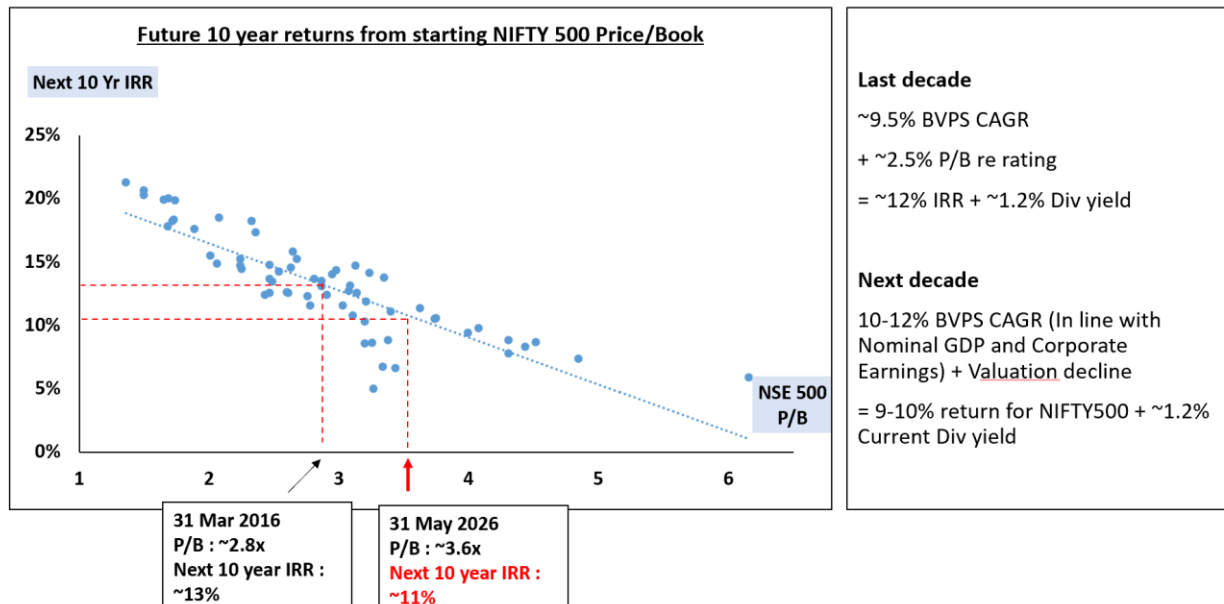 Future 10 year returns from starting NIFTY 500 Price/Book
Next 10 Yr IRR
25%
20%
15%
10%
5%
0%
1 2 3 4 5 6
NSE 500
P/B
31 Mar 2016
P/B : ~2.8x
Next 10 year IRR :
~13%
31 May 2026
P/B : ~3.6x
Next 10 year IRR :
~11%
Last decade
~9.5% BVPS CAGR
+ ~2.5% P/B re rating
= ~12% IRR + ~1.2% Div yield
Next decade
10-12% BVPS CAGR (In line with
Nominal GDP and Corporate
Earnings) + Valuation decline
= 9-10% return for NIFTY500 + ~1.2%
Current Div yield